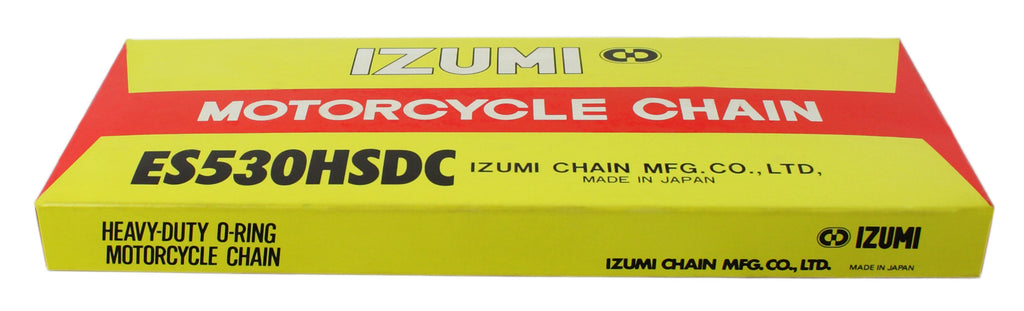 IZUMI
MOTORCYCLE CHAIN
ES530HSDC IZUMI CHAIN MFG.CO.,LTD,
MADE IN JAPAN
HEAVY-DUTY O-RING
MOTORCYCLE CHAIN
IZUMI
IZUMI CHAIN MFG.CO.,LTD. MADE IN JAPAN